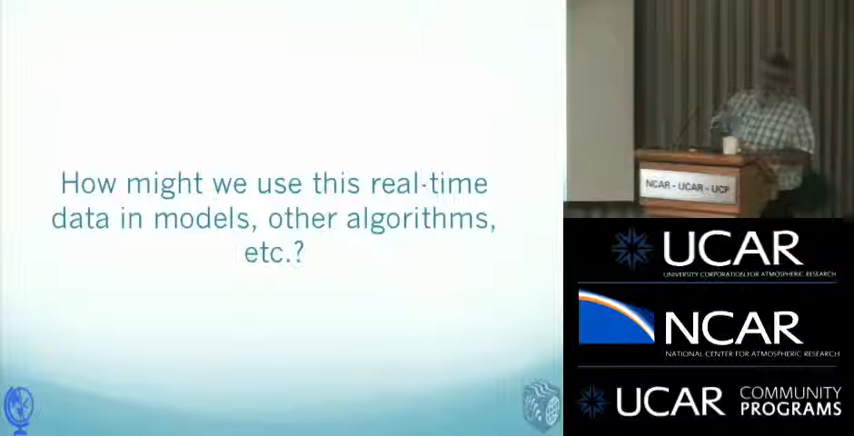 How might we use this real-time
data in models, other algorithms,
etc.?
NCAR - UCAR - UCP
UCAR
UNIVERSITY CORPORATION FOR ATMOSPHERIC RESEARCH
NCAR
NATIONAL CENTER FOR ATMOSPHERIC RESEARCH
UCAR COMMUNITY
PROGRAMS